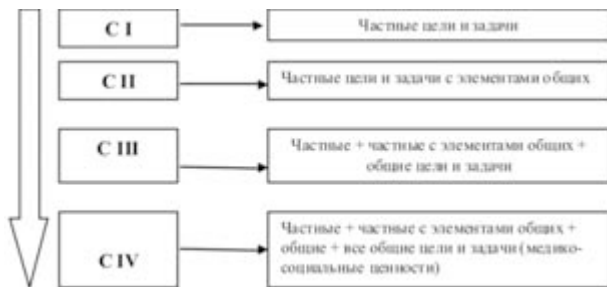 С I
Частные цели и задачи
С II
Частные цели и задачи с элементами общих
С III
Частные + частные с элементами общих +
общие цели и задачи
С IV
Частные + частные с элементами общих +
общие + все общие цели и задачи (медико-
социальные ценности)